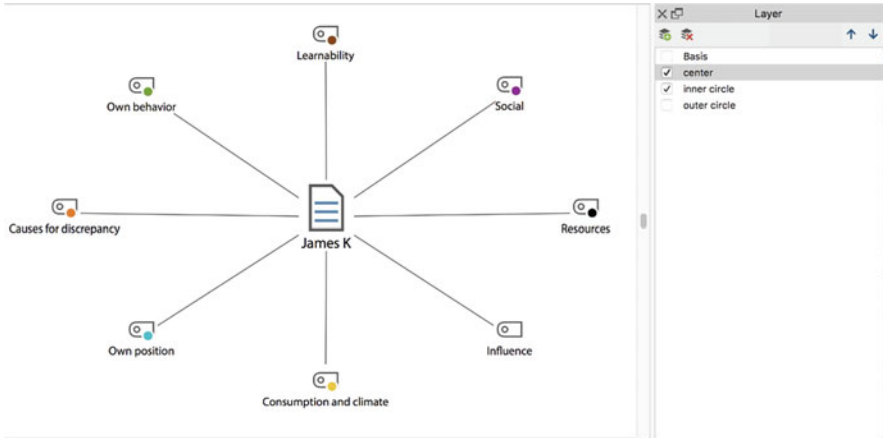 Learnability
Own behavior
Social
Causes for discrepancy
James K
Resources
Own position
Influence
Consumption and climate
Layer
Basis
center
inner circle
outer circle